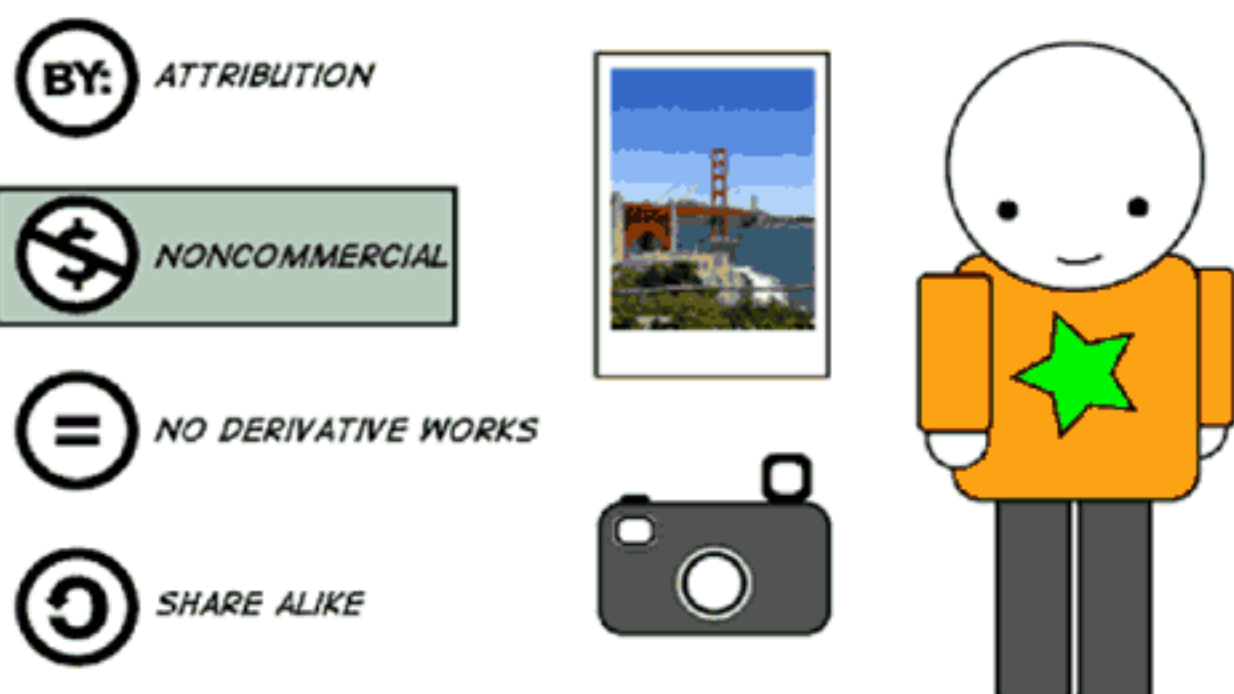 BY:
ATTRIBUTION
$
NONCOMMERCIAL
=
NO DERIVATIVE WORKS
SHARE ALIKE